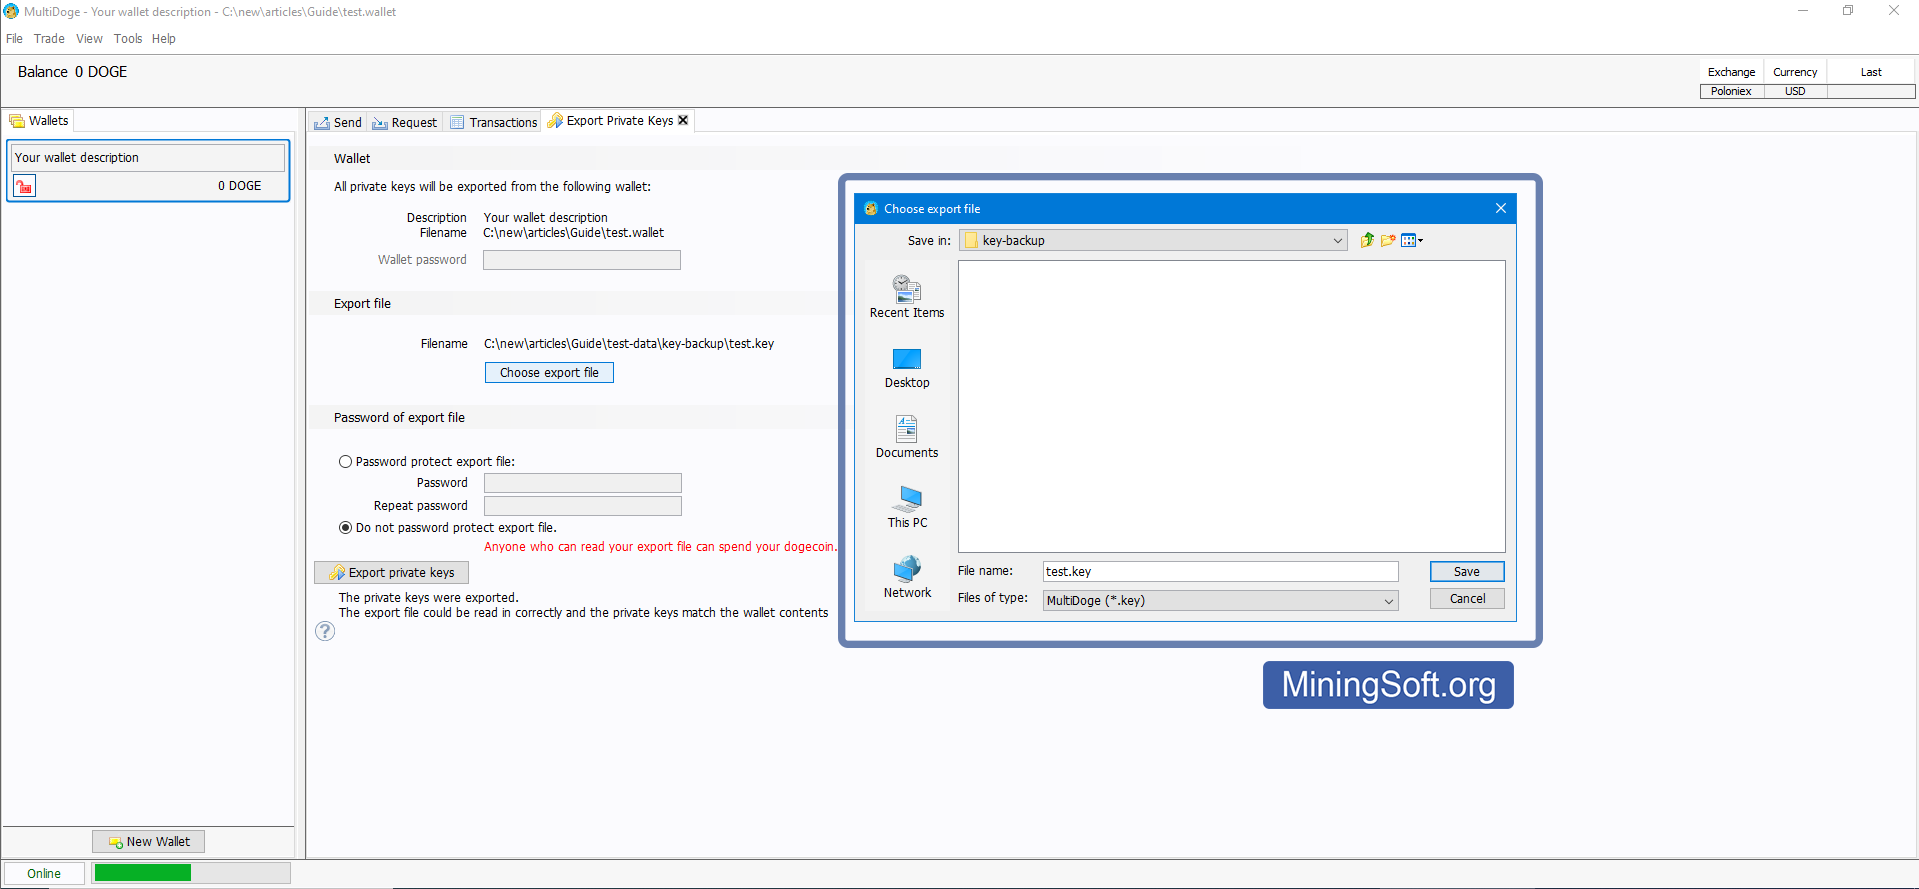 MultiDoge - Your wallet description - C:\new\articles\Guide\test.wallet
File Trade View Tools Help
Balance 0 DOGE
Exchange Currency Last
Poloniex USD
Wallets
Your wallet description
0 DOGE
Send Request Transactions Export Private Keys
Wallet
All private keys will be exported from the following wallet:
Description Your wallet description
Filename C:\new\articles\Guide\test.wallet
Wallet password
Export file
Filename C:\new\articles\Guide\test-data\key-backup\test.key
Choose export file
Password of export file
Password protect export file:
Password
Repeat password
Do not password protect export file.
Anyone who can read your export file can spend your dogecoin.
Export private keys
The private keys were exported.
The export file could be read in correctly and the private keys match the wallet contents
?
Choose export file
Save in: key-backup
Recent Items
Desktop
Documents
This PC
Network
File name: test.key
Save
Files of type: MultiDoge (*.key)
Cancel
MiningSoft.org
New Wallet
Online